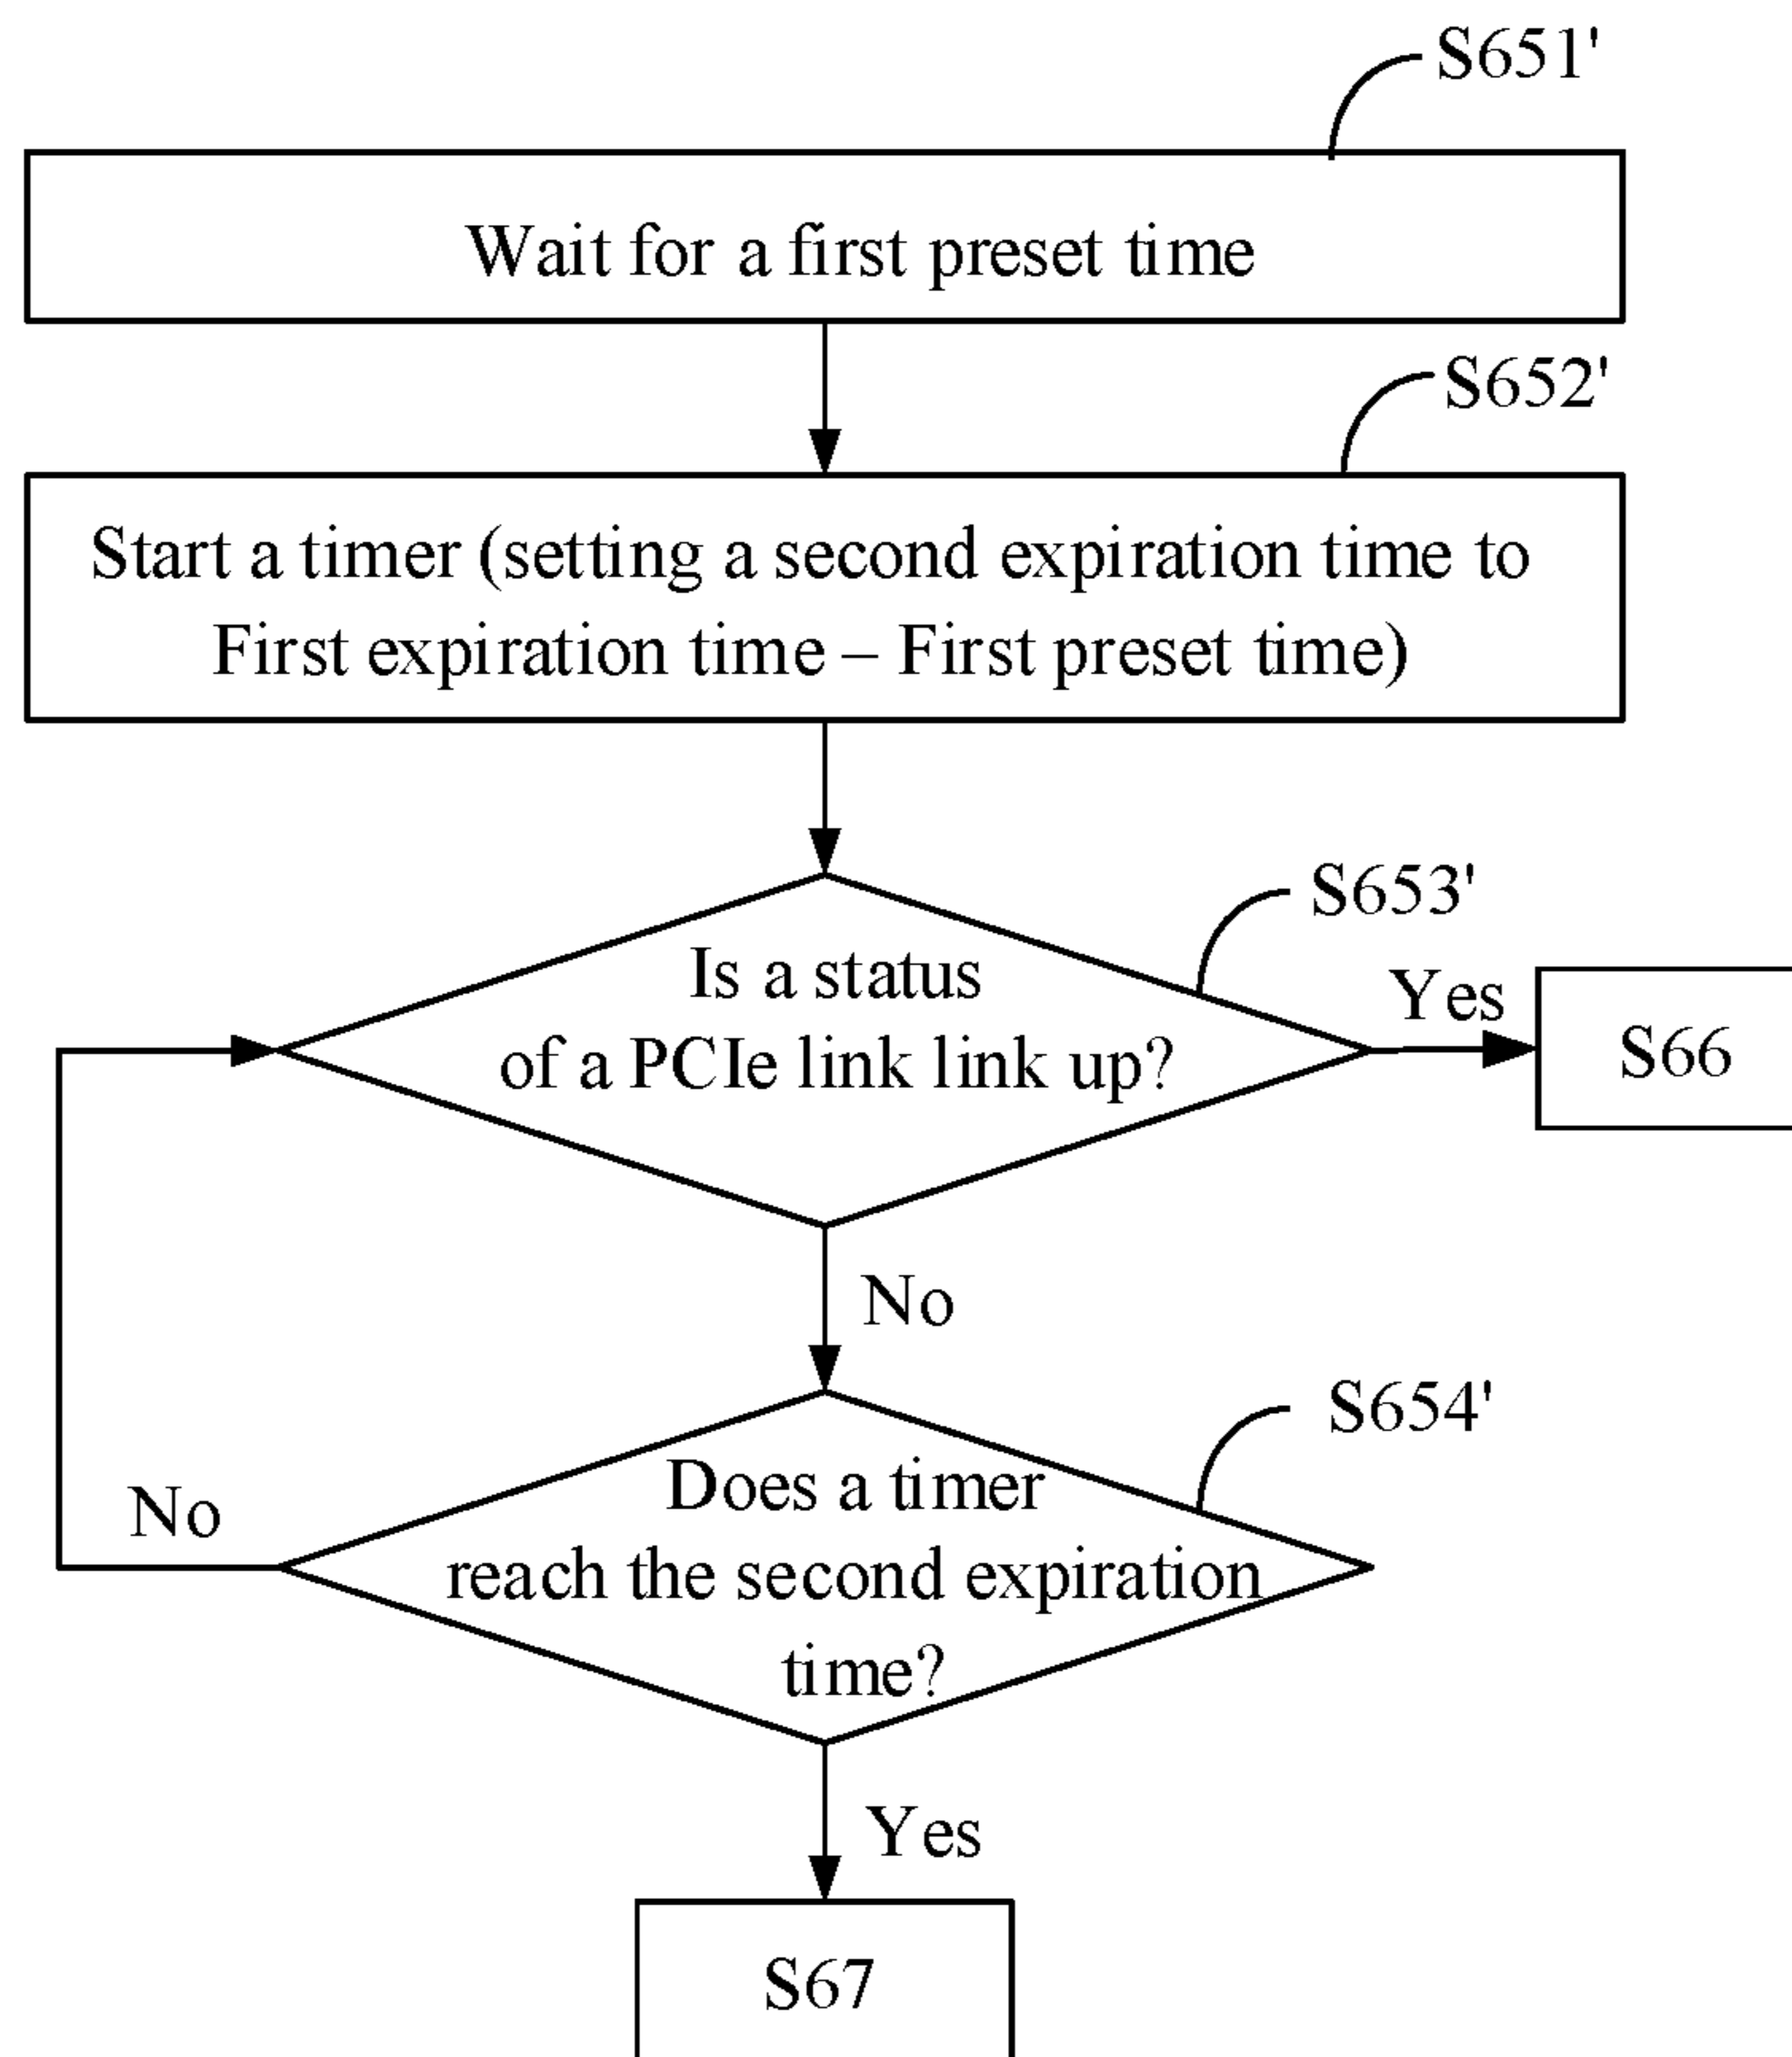 S651'
Wait for a first preset time
S652'
Start a timer (setting a second expiration time to
First expiration time – First preset time)
S653'
Is a status
of a PCIe link link up?
Yes
S66
No
S654'
Does a timer
reach the second expiration
time?
No
Yes
S67